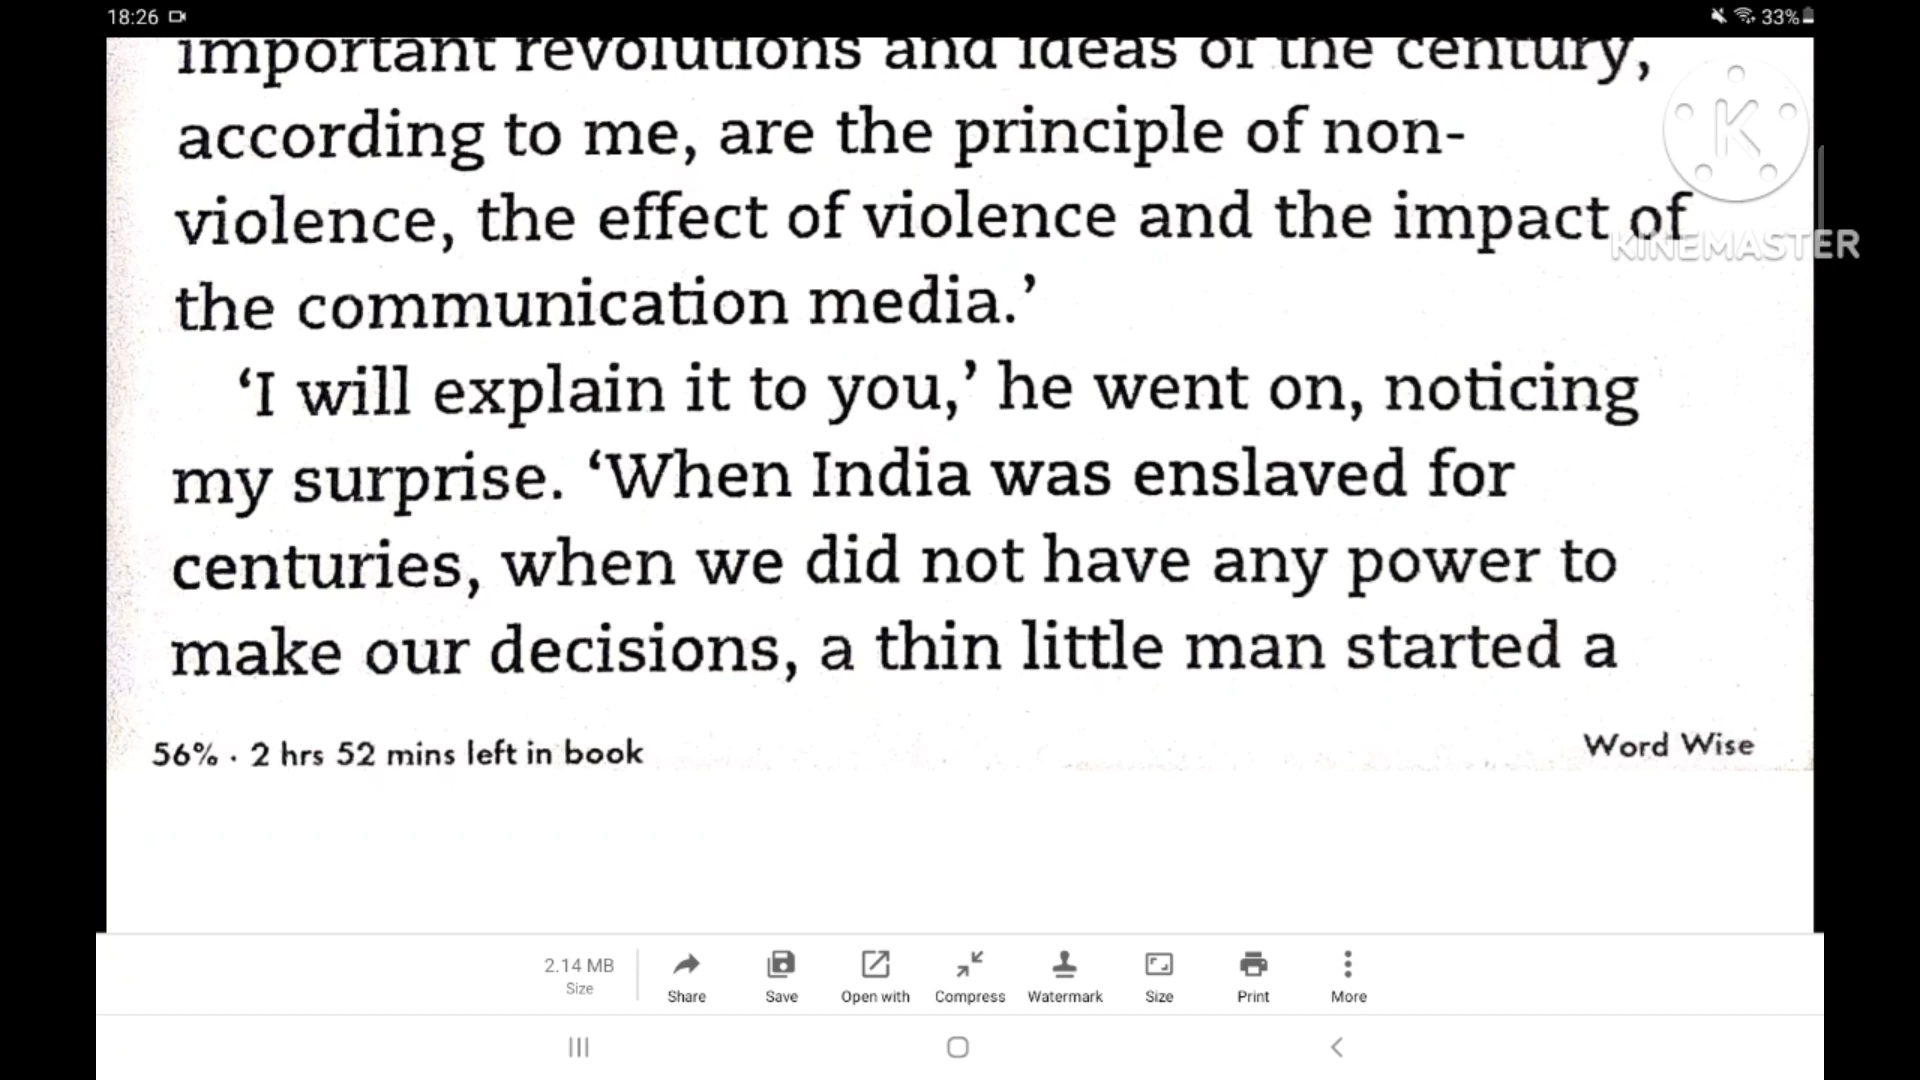 18:26
33%
important revolutions and ideas of the century,
according to me, are the principle of non-
violence, the effect of violence and the impact of
the communication media.’
‘I will explain it to you,’ he went on, noticing
my surprise. ‘When India was enslaved for
centuries, when we did not have any power to
make our decisions, a thin little man started a
56% · 2 hrs 52 mins left in book
Word Wise
K
KINEMASTER
2.14 MB
Size
Share
Save
Open with
Compress
Watermark
Size
Print
More